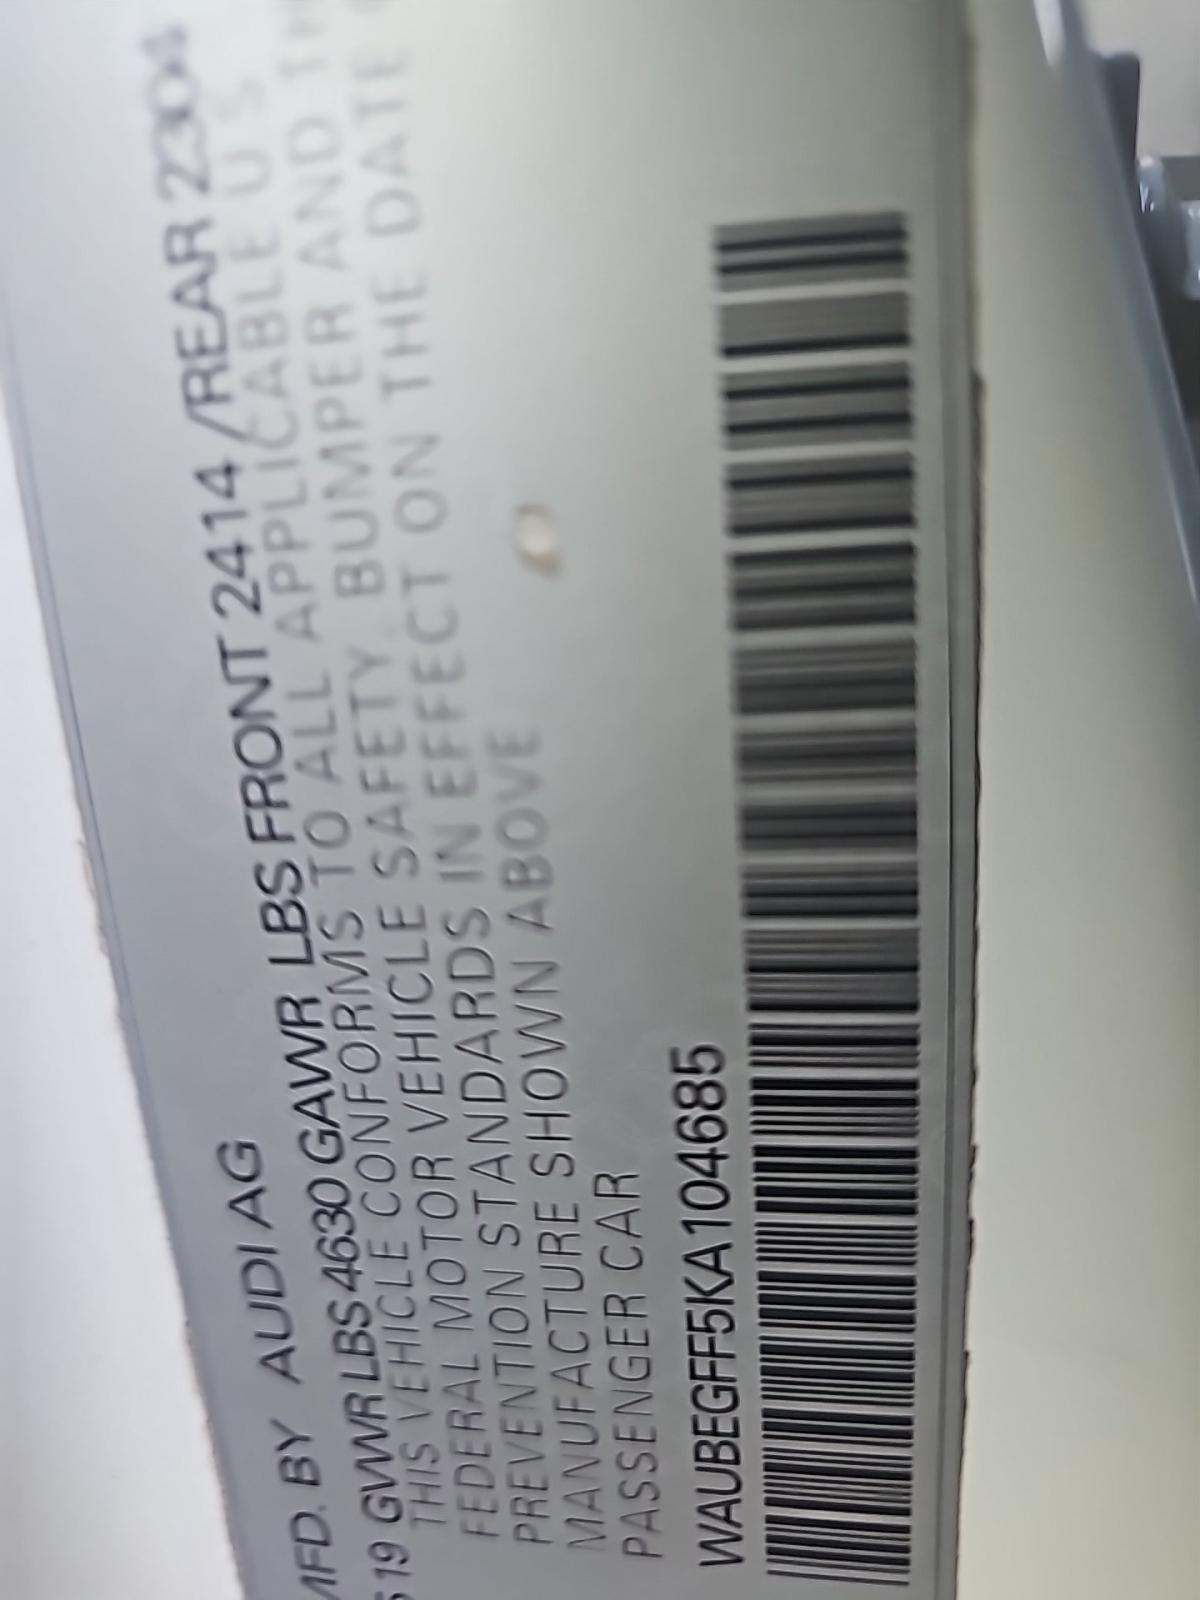 MFD. BY AUDI AG
19 GWWR LBS 4630 GAWR LBS FRONT 2414 /REAR 2304
THIS VEHICLE CONFORMS TO ALL APPLICABLE U S
FEDERAL MOTOR VEHICLE SAFETY BUMPER AND
PREVENTION STANDARDS IN EFFECT ON THE DATE
MANUFACTURE SHOWN ABOVE
PASSENGER CAR
WAUBEGFF5KA104685